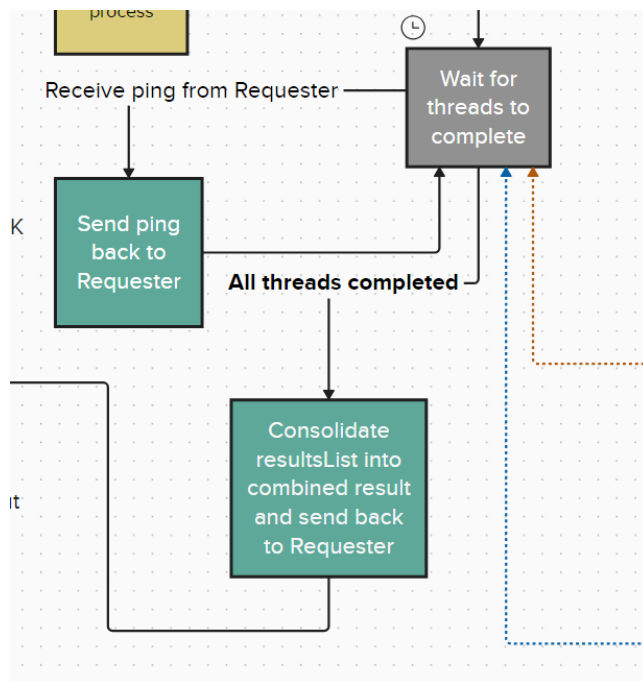 process
Wait for
threads to
complete
Receive ping from Requester
Send ping
back to
Requester
K
All threads completed
Consolidate
resultsList into
combined result
and send back
to Requester
ut